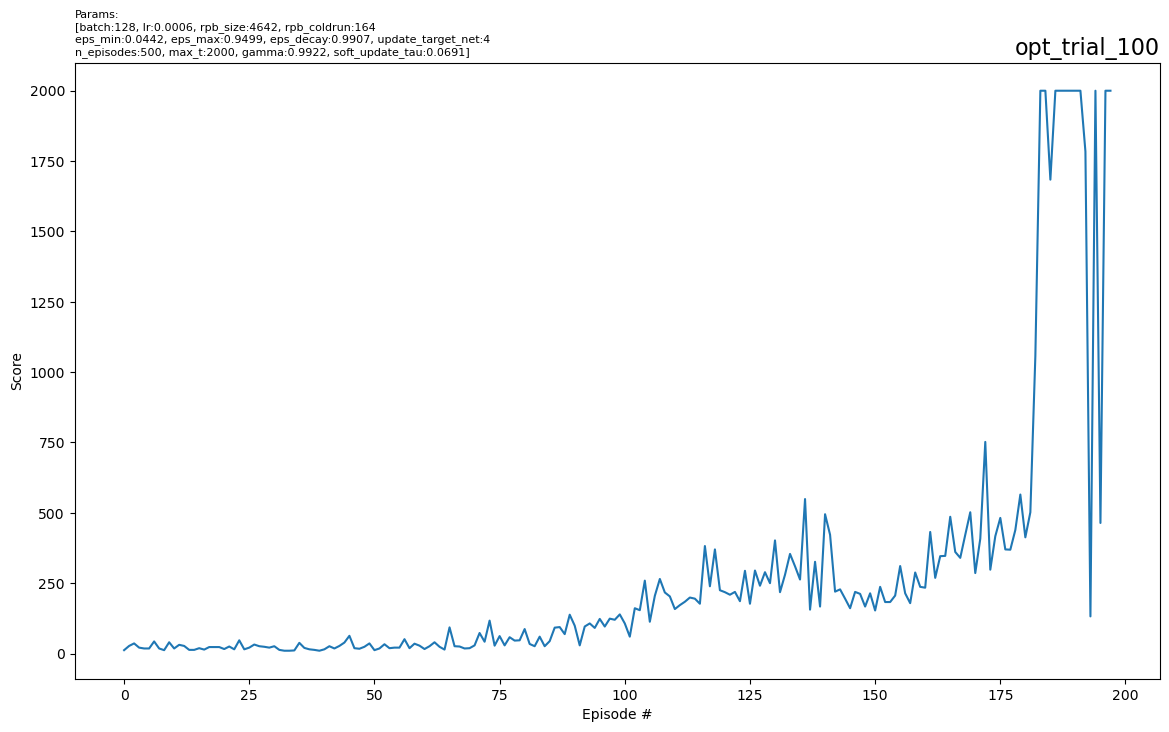 Params:
[batch:128, lr:0.0006, rpb_size:4642, rpb_coldrun:164
eps_min:0.0442, eps_max:0.9499, eps_decay:0.9907, update_target_net:4
n_episodes:500, max_t:2000, gamma:0.9922, soft_update_tau:0.0691]
opt_trial_100
2000
1750
1500
1250
1000
750
500
250
0
Score
0 25 50 75 100 125 150 175 200
Episode #